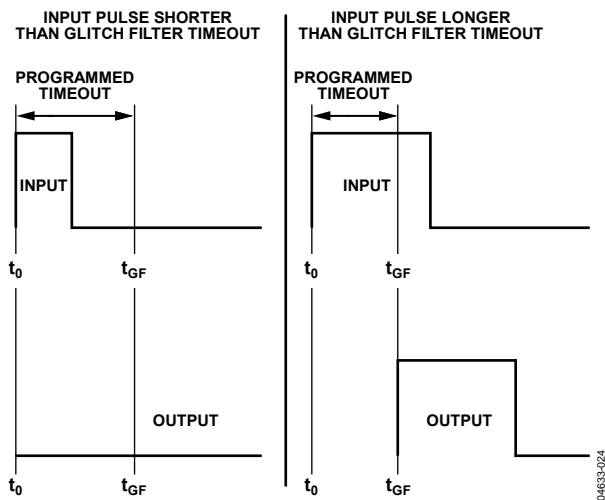 INPUT PULSE SHORTER
THAN GLITCH FILTER TIMEOUT
PROGRAMMED
TIMEOUT
INPUT
t0
tGF
OUTPUT
t0
tGF
INPUT PULSE LONGER
THAN GLITCH FILTER TIMEOUT
PROGRAMMED
TIMEOUT
INPUT
t0
tGF
OUTPUT
t0
tGF
04633-024